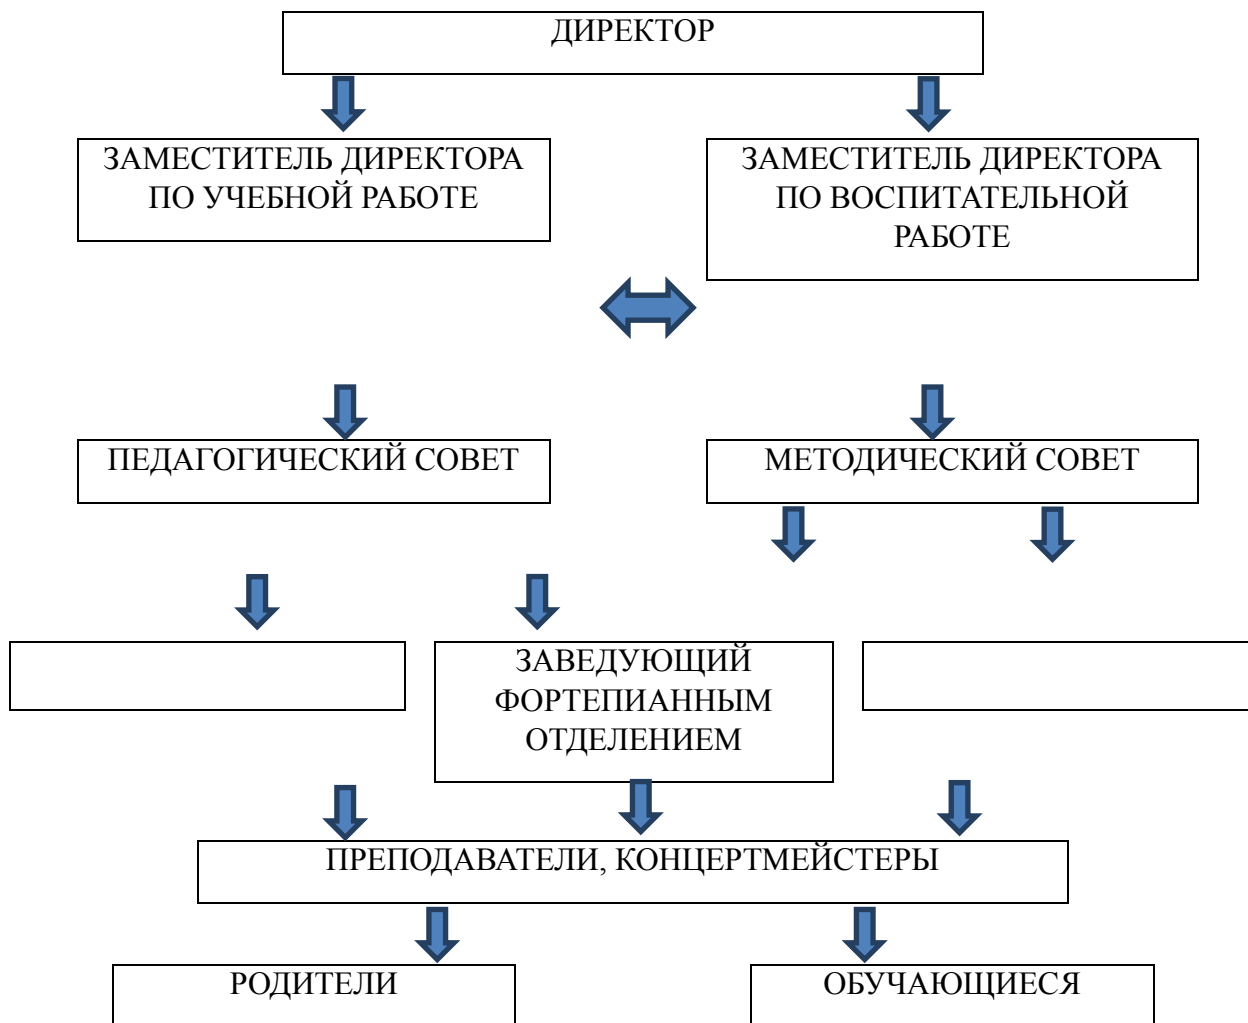 ДИРЕКТОР
ЗАМЕСТИТЕЛЬ ДИРЕКТОРА
ПО УЧЕБНОЙ РАБОТЕ
ЗАМЕСТИТЕЛЬ ДИРЕКТОРА
ПО ВОСПИТАТЕЛЬНОЙ
РАБОТЕ
ПЕДАГОГИЧЕСКИЙ СОВЕТ
МЕТОДИЧЕСКИЙ СОВЕТ
ЗАВЕДУЮЩИЙ
ФОРТЕПИАННЫМ
ОТДЕЛЕНИЕМ
ПРЕПОДАВАТЕЛИ, КОНЦЕРТМЕЙСТЕРЫ
РОДИТЕЛИ
ОБУЧАЮЩИЕСЯ